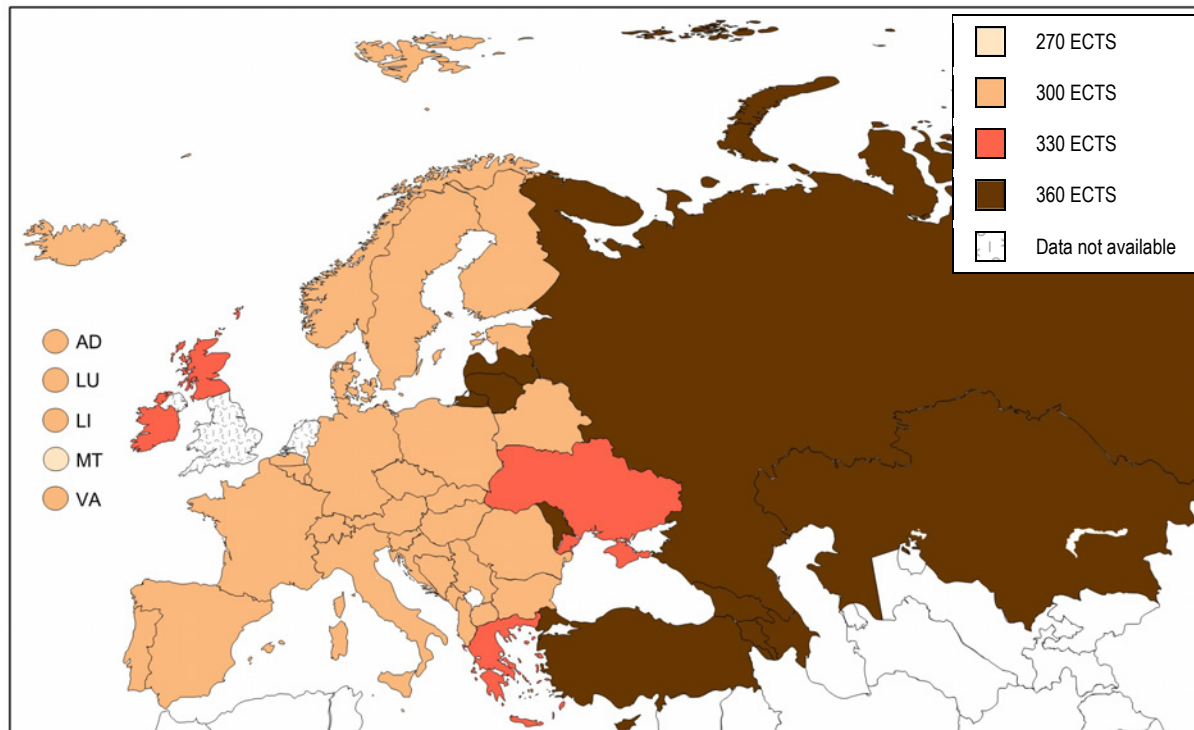 270 ECTS
300 ECTS
330 ECTS
360 ECTS
Data not available
AD
LU
LI
MT
VA